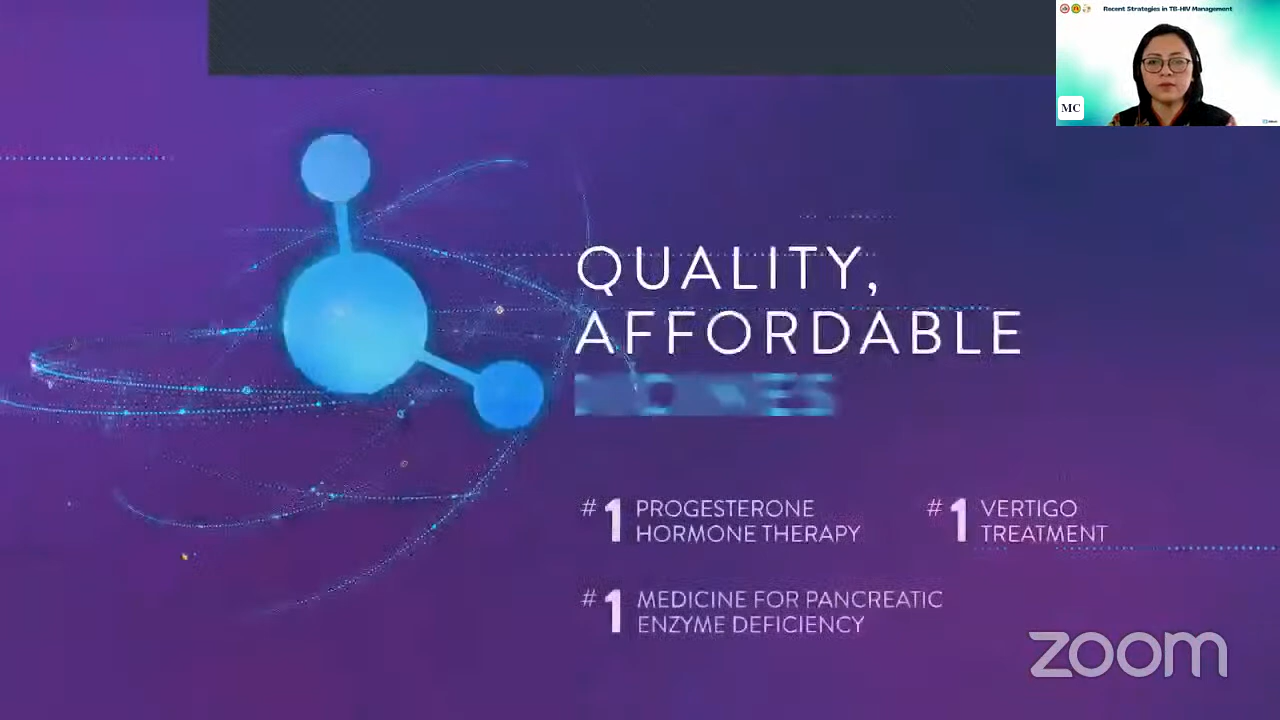 Recent Strategies in TB-HIV Management
MC
QUALITY,
AFFORDABLE
#1 PROGESTERONE
HORMONE THERAPY
#1 VERTIGO
TREATMENT
#1 MEDICINE FOR PANCREATIC
ENZYME DEFICIENCY
zoom